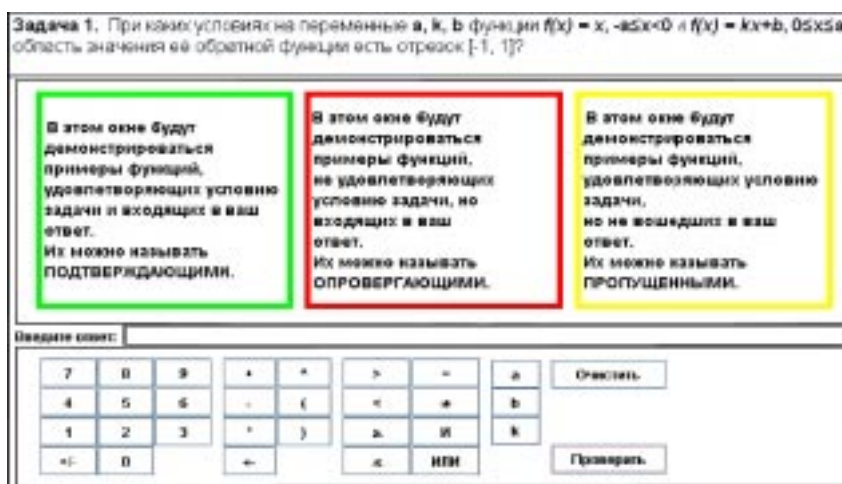 Задача 1. При каких условиях на переменные a, k, b функции f(x) = x, -a≤x<0 и f(x) = kx+b, 0≤x≤a
область значения её обратной функции есть отрезок [-1, 1]?
В этом окне будут
демонстрироваться
примеры функций,
удовлетворяющих условию
задачи и входящих в ваш
ответ.
Их можно называть
ПОДТВЕРЖДАЮЩИМИ.
В этом окне будут
демонстрироваться
примеры функций,
не удовлетворяющих
условию задачи, но
входящих в ваш
ответ.
Их можно называть
ОПРОВЕРГАЮЩИМИ.
В этом окне будут
демонстрироваться
примеры функций,
удовлетворяющих условию
задачи,
но не вошедших в ваш
ответ.
Их можно называть
ПРОПУЩЕННЫМИ.
Введите ответ:
7 8 9 + ^ > = a Очистить
4 5 6 - ( < ≠ b
1 2 3 * ) ≥ И k
+/- 0 ← ≤ ИЛИ Проверить